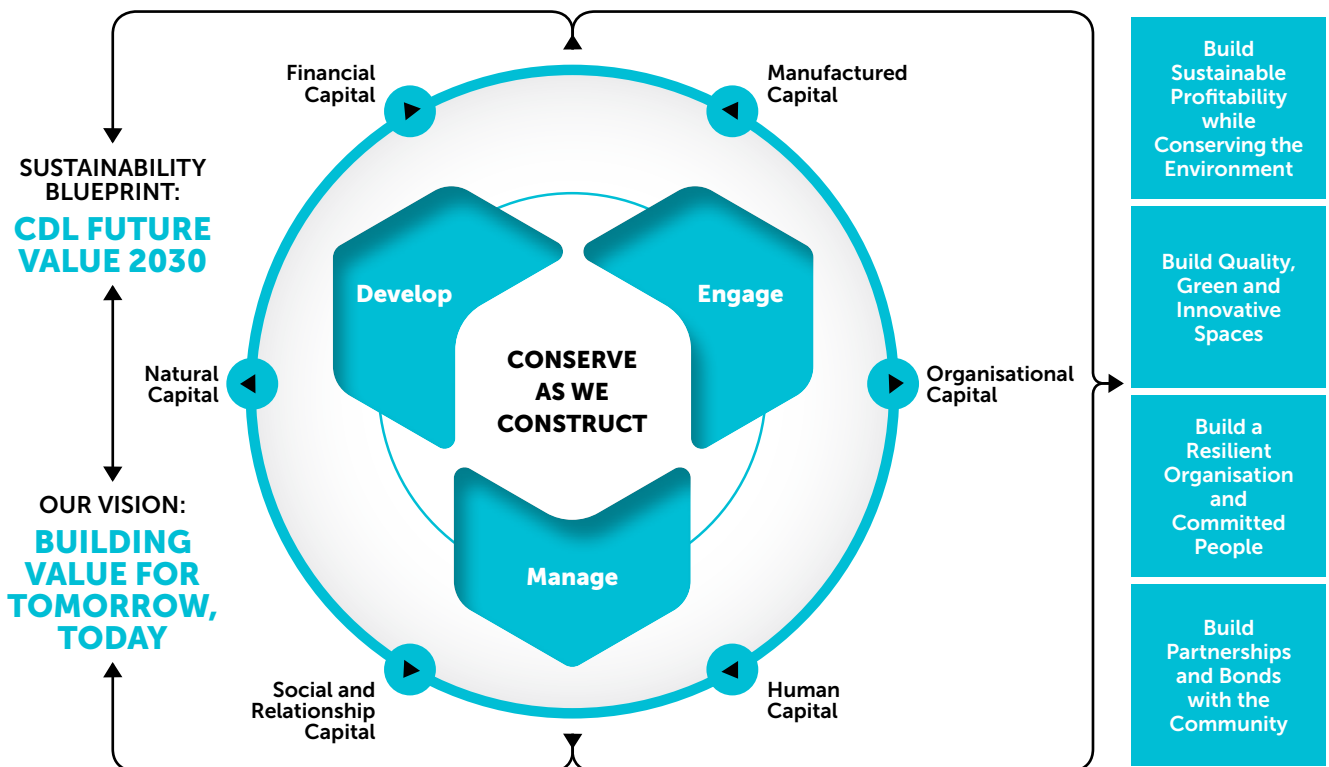 SUSTAINABILITY
BLUEPRINT:
CDL FUTURE
VALUE 2030
OUR VISION:
BUILDING
VALUE FOR
TOMORROW,
TODAY
Financial
Capital
Manufactured
Capital
Natural
Capital
Organisational
Capital
Social and
Relationship
Capital
Human
Capital
Develop
Engage
CONSERVE
AS WE
CONSTRUCT
Manage
Build
Sustainable
Profitability
while
Conserving the
Environment
Build Quality,
Green and
Innovative
Spaces
Build a
Resilient
Organisation
and
Committed
People
Build
Partnerships
and Bonds
with the
Community